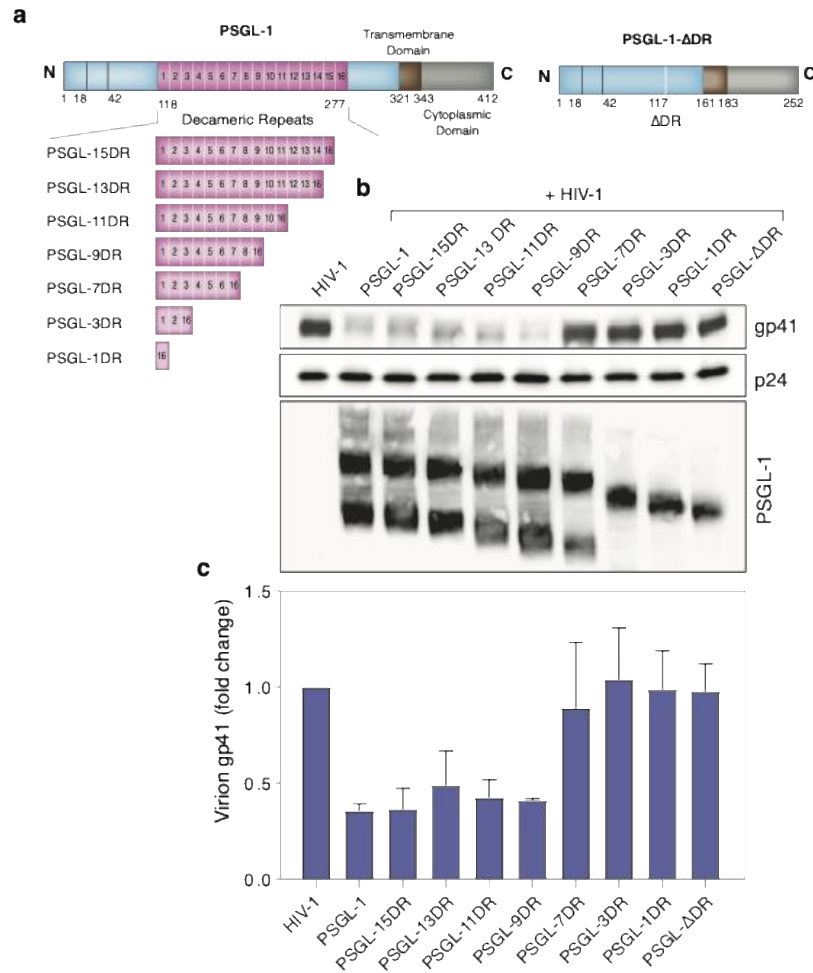 a
PSGL-1
Transmembrane
Domain
PSGL-1-ΔDR
N
1 2 3 4 5 6 7 8 9 10 11 12 13 14 15 16
C
N
C
1 18 42 118 277 321 343 412
1 18 42 117 161 183 252
Decameric Repeats
Cytoplasmic
Domain
ΔDR
PSGL-15DR 1 2 3 4 5 6 7 8 9 10 11 12 13 14 16
PSGL-13DR 1 2 3 4 5 6 7 8 9 10 11 12 13 16
PSGL-11DR 1 2 3 4 5 6 7 8 9 10 16
PSGL-9DR 1 2 3 4 5 6 7 8 16
PSGL-7DR 1 2 3 4 5 6 16
PSGL-3DR 1 2 16
PSGL-1DR 16
b
+ HIV-1
HIV-1
PSGL-1
PSGL-15DR
PSGL-13 DR
PSGL-11DR
PSGL-9DR
PSGL-7DR
PSGL-3DR
PSGL-1DR
PSGL-ΔDR
gp41
p24
PSGL-1
c
Virion gp41 (fold change)
1.5
1.0
0.5
0.0
HIV-1
PSGL-1
PSGL-15DR
PSGL-13DR
PSGL-11DR
PSGL-9DR
PSGL-7DR
PSGL-3DR
PSGL-1DR
PSGL-ΔDR